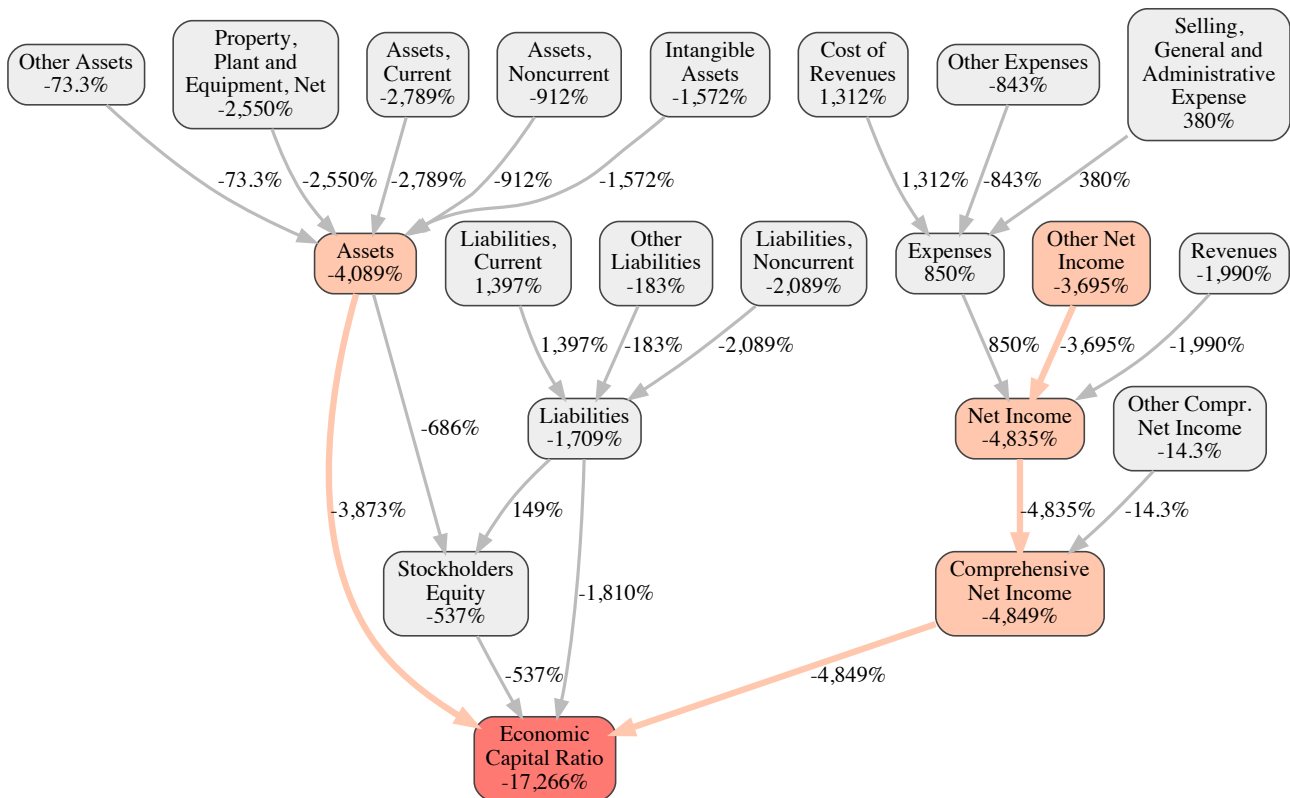 Other Assets
-73.3%
Property,
Plant and
Equipment, Net
-2,550%
Assets,
Current
-2,789%
Assets,
Noncurrent
-912%
Intangible
Assets
-1,572%
Cost of
Revenues
1,312%
Other Expenses
-843%
Selling,
General and
Administrative
Expense
380%
-73.3%
-2,550%
-2,789%
-912%
-1,572%
1,312%
-843%
380%
Assets
-4,089%
Liabilities,
Current
1,397%
Other
Liabilities
-183%
Liabilities,
Noncurrent
-2,089%
Expenses
850%
Other Net
Income
-3,695%
Revenues
-1,990%
1,397%
-183%
-2,089%
850%
-3,695%
-1,990%
-686%
Liabilities
-1,709%
Net Income
-4,835%
Other Compr.
Net Income
-14.3%
-3,873%
149%
-4,835%
-14.3%
Stockholders
Equity
-537%
-1,810%
Comprehensive
Net Income
-4,849%
-537%
-4,849%
Economic
Capital Ratio
-17,266%